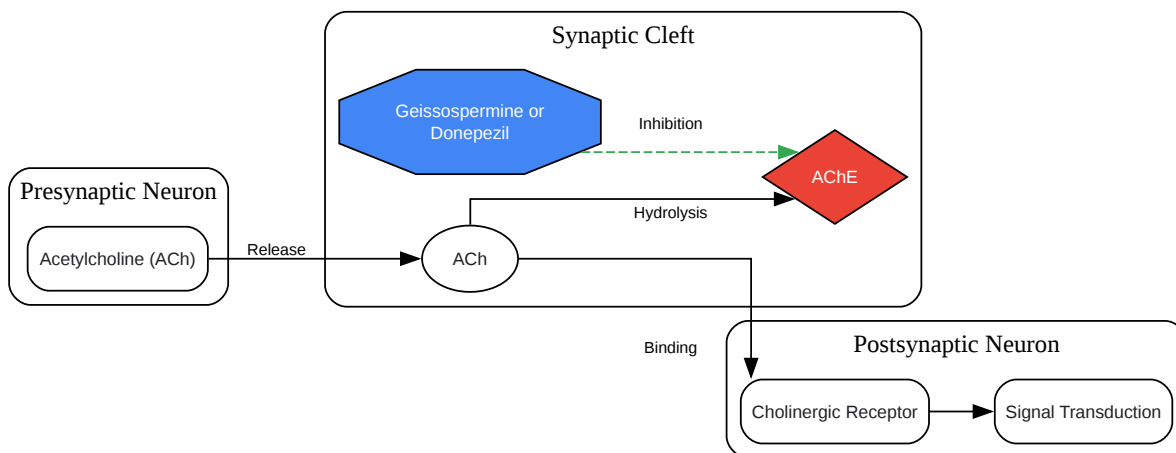 Synaptic Cleft
Geissospermine or
Donepezil
Inhibition
AChE
Presynaptic Neuron
Hydrolysis
Acetylcholine (ACh)
Release
ACh
Binding
Postsynaptic Neuron
Cholinergic Receptor
Signal Transduction